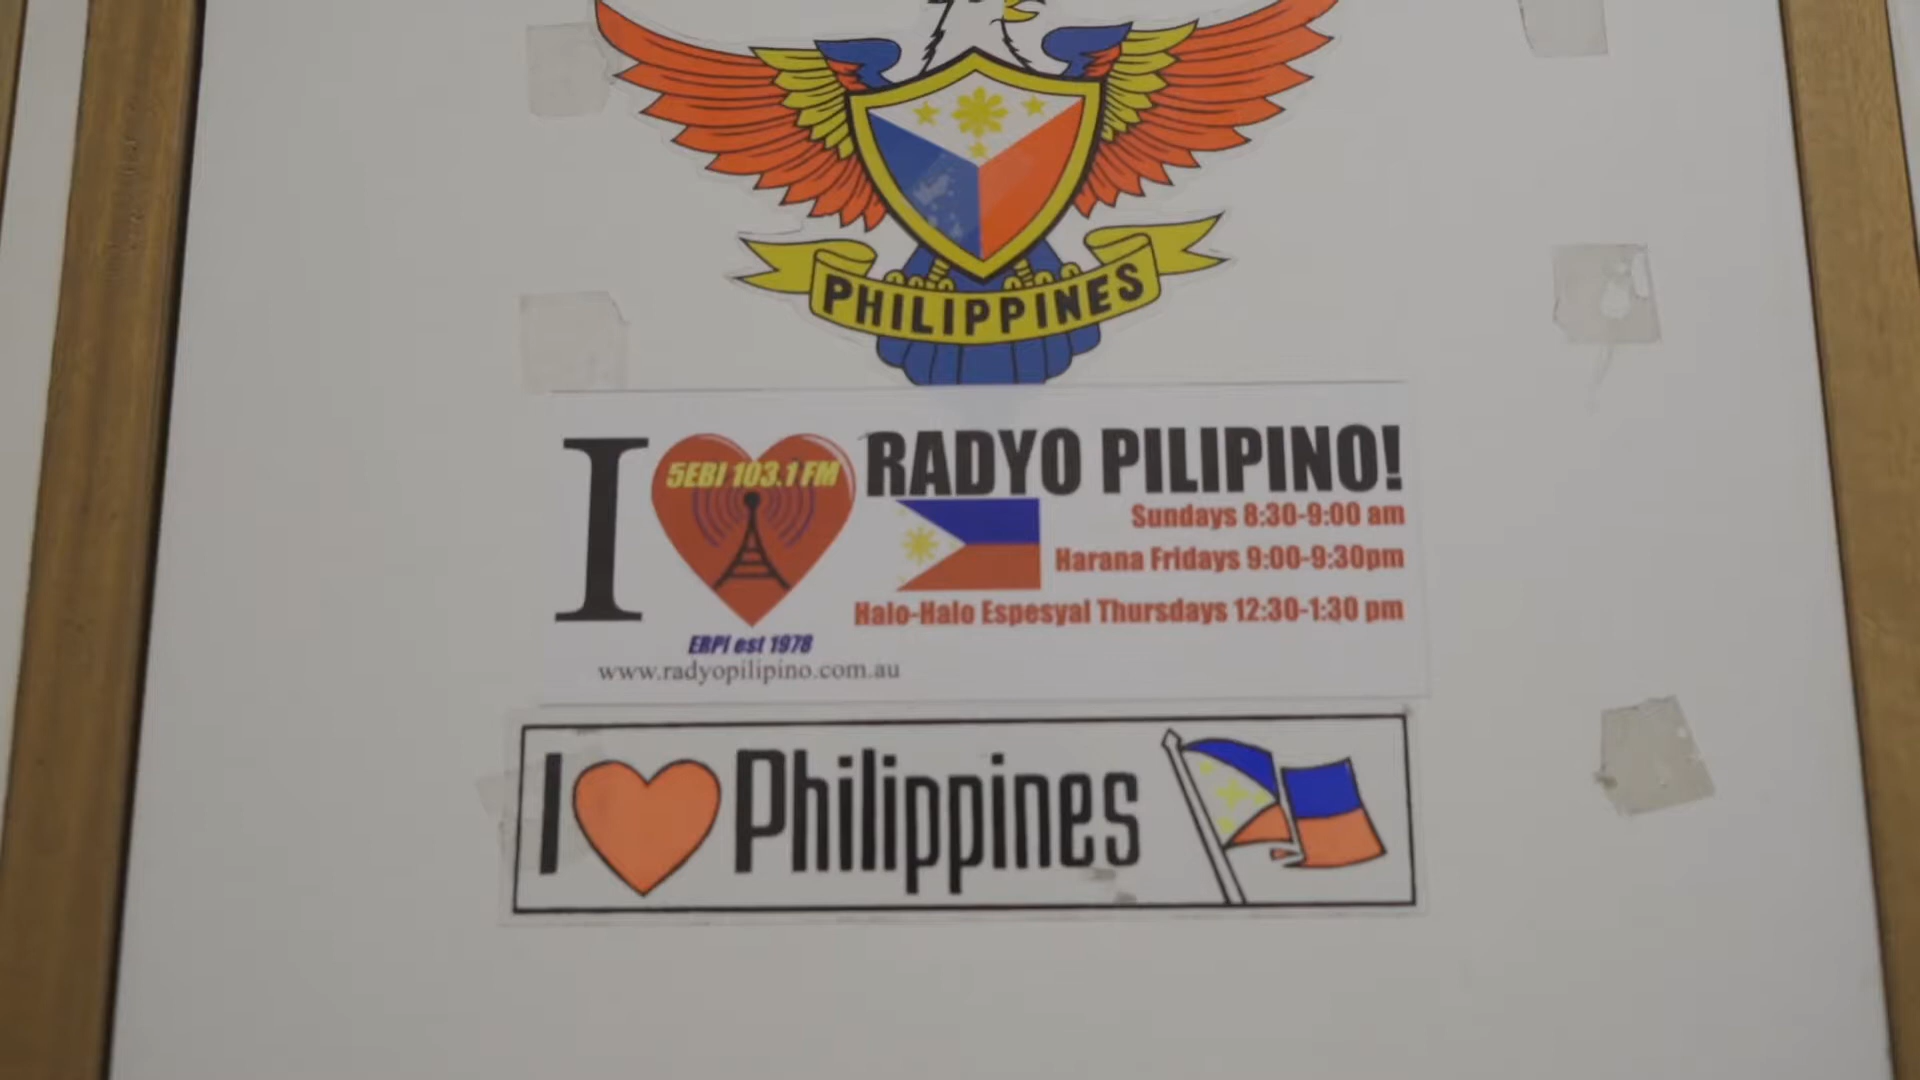 PHILIPPINES
I
5EBI 103.1 FM
RADYO PILIPINO!
Sundays 8:30-9:00 am
Harana Fridays 9:00-9:30pm
Halo-Halo Espesyal Thursdays 12:30-1:30 pm
ERPI est 1978
www.radyopilipino.com.au
I Philippines